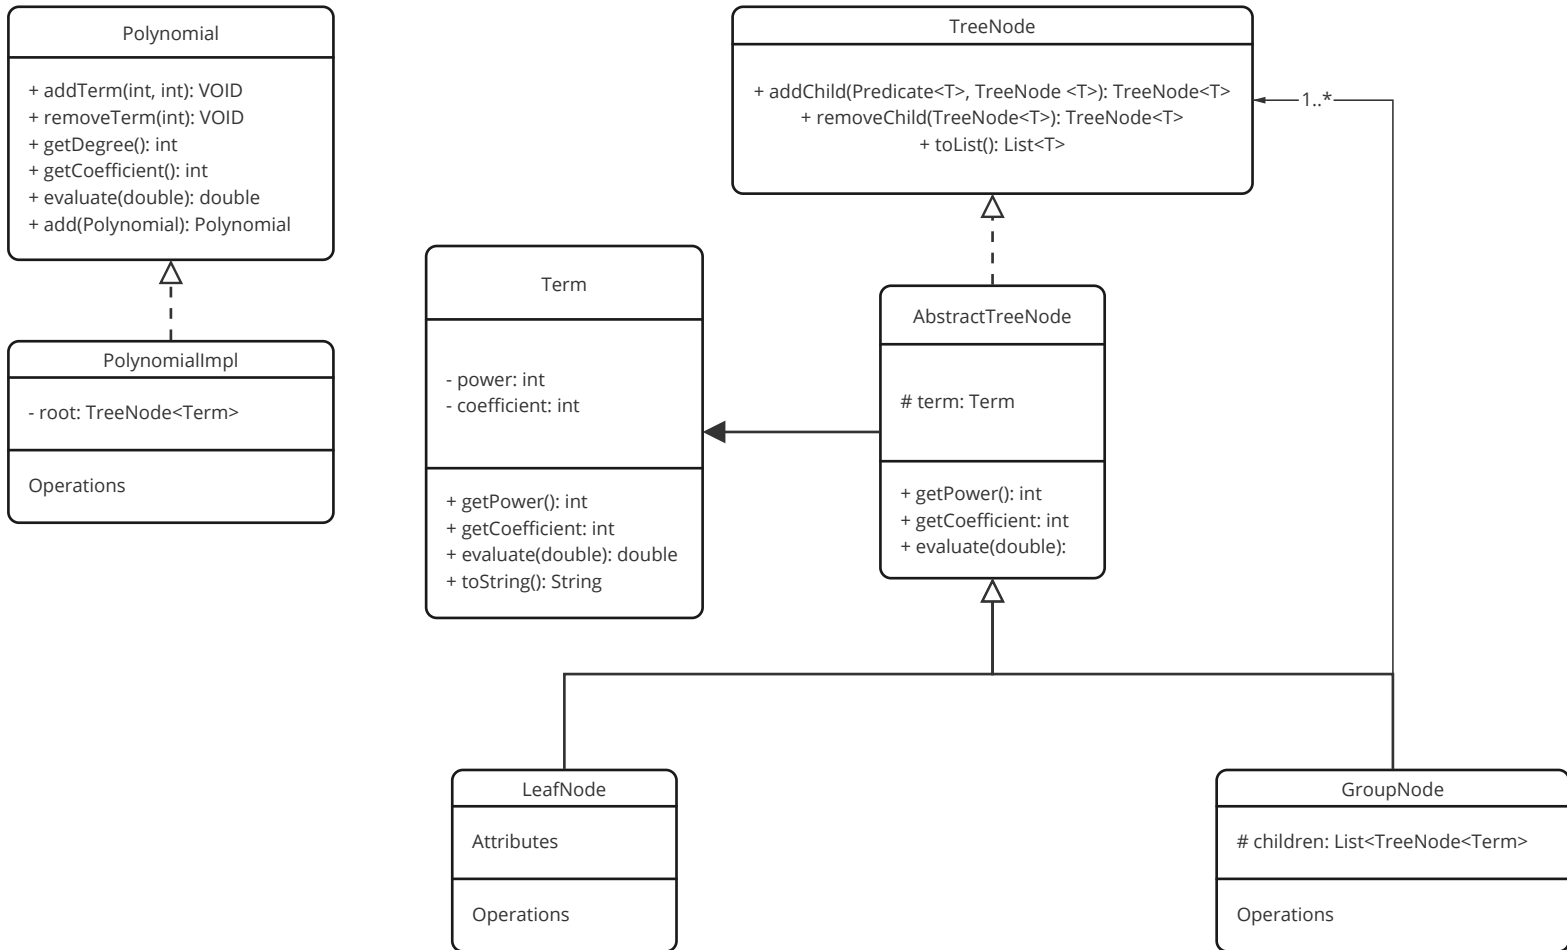 Polynomial
+ addTerm(int, int): VOID
+ removeTerm(int): VOID
+ getDegree(): int
+ getCoefficient(): int
+ evaluate(double): double
+ add(Polynomial): Polynomial
PolynomialImpl
- root: TreeNode<Term>
Operations
Term
- power: int
- coefficient: int
+ getPower(): int
+ getCoefficient: int
+ evaluate(double): double
+ toString(): String
TreeNode
+ addChild(Predicate<T>, TreeNode <T>): TreeNode<T>
+ removeChild(TreeNode<T>): TreeNode<T>
+ toList(): List<T>
1..*
AbstractTreeNode
# term: Term
+ getPower(): int
+ getCoefficient: int
+ evaluate(double):
LeafNode
Attributes
Operations
GroupNode
# children: List<TreeNode<Term>
Operations